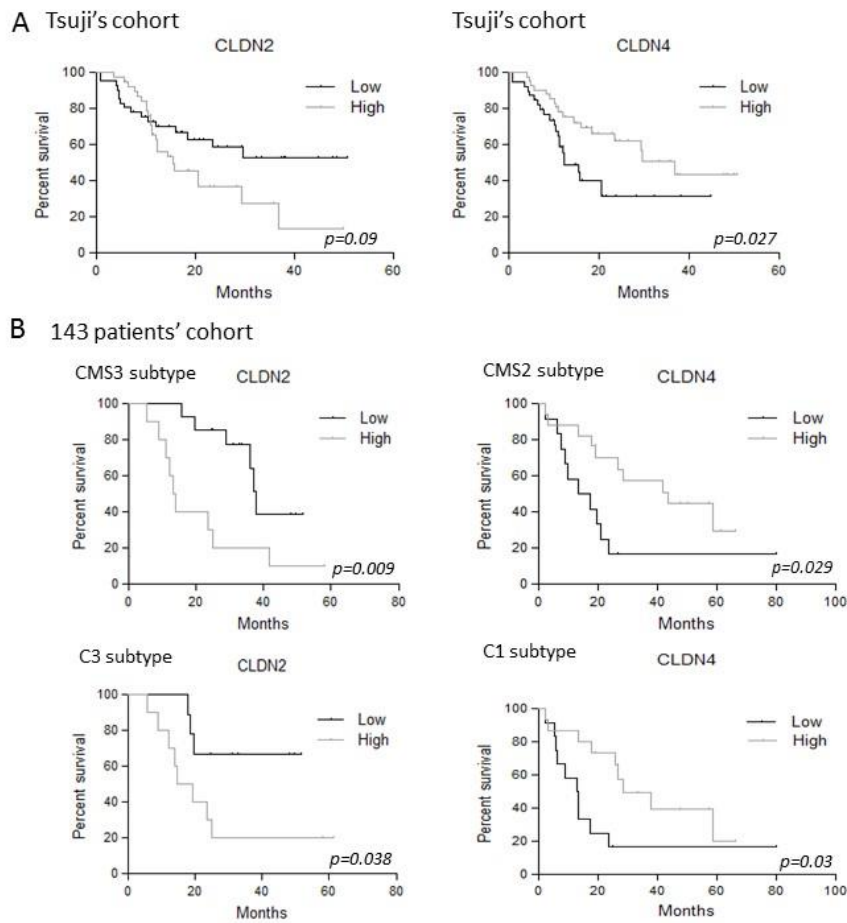 A Tsuji's cohort
CLDN2
Low
High
100
80
60
40
20
0
Percent survival
0 20 40 60
Months
p=0.09
Tsuji's cohort
CLDN4
Low
High
100
80
60
40
20
0
Percent survival
0 20 40 60
Months
p=0.027
B 143 patients' cohort
CMS3 subtype
CLDN2
Low
High
100
80
60
40
20
0
Percent survival
0 20 40 60 80
Months
p=0.009
CMS2 subtype
CLDN4
Low
High
100
80
60
40
20
0
Percent survival
0 20 40 60 80 100
Months
p=0.029
C3 subtype
CLDN2
Low
High
100
80
60
40
20
0
Percent survival
0 20 40 60 80
Months
p=0.038
C1 subtype
CLDN4
Low
High
100
80
60
40
20
0
Percent survival
0 20 40 60 80 100
Months
p=0.03